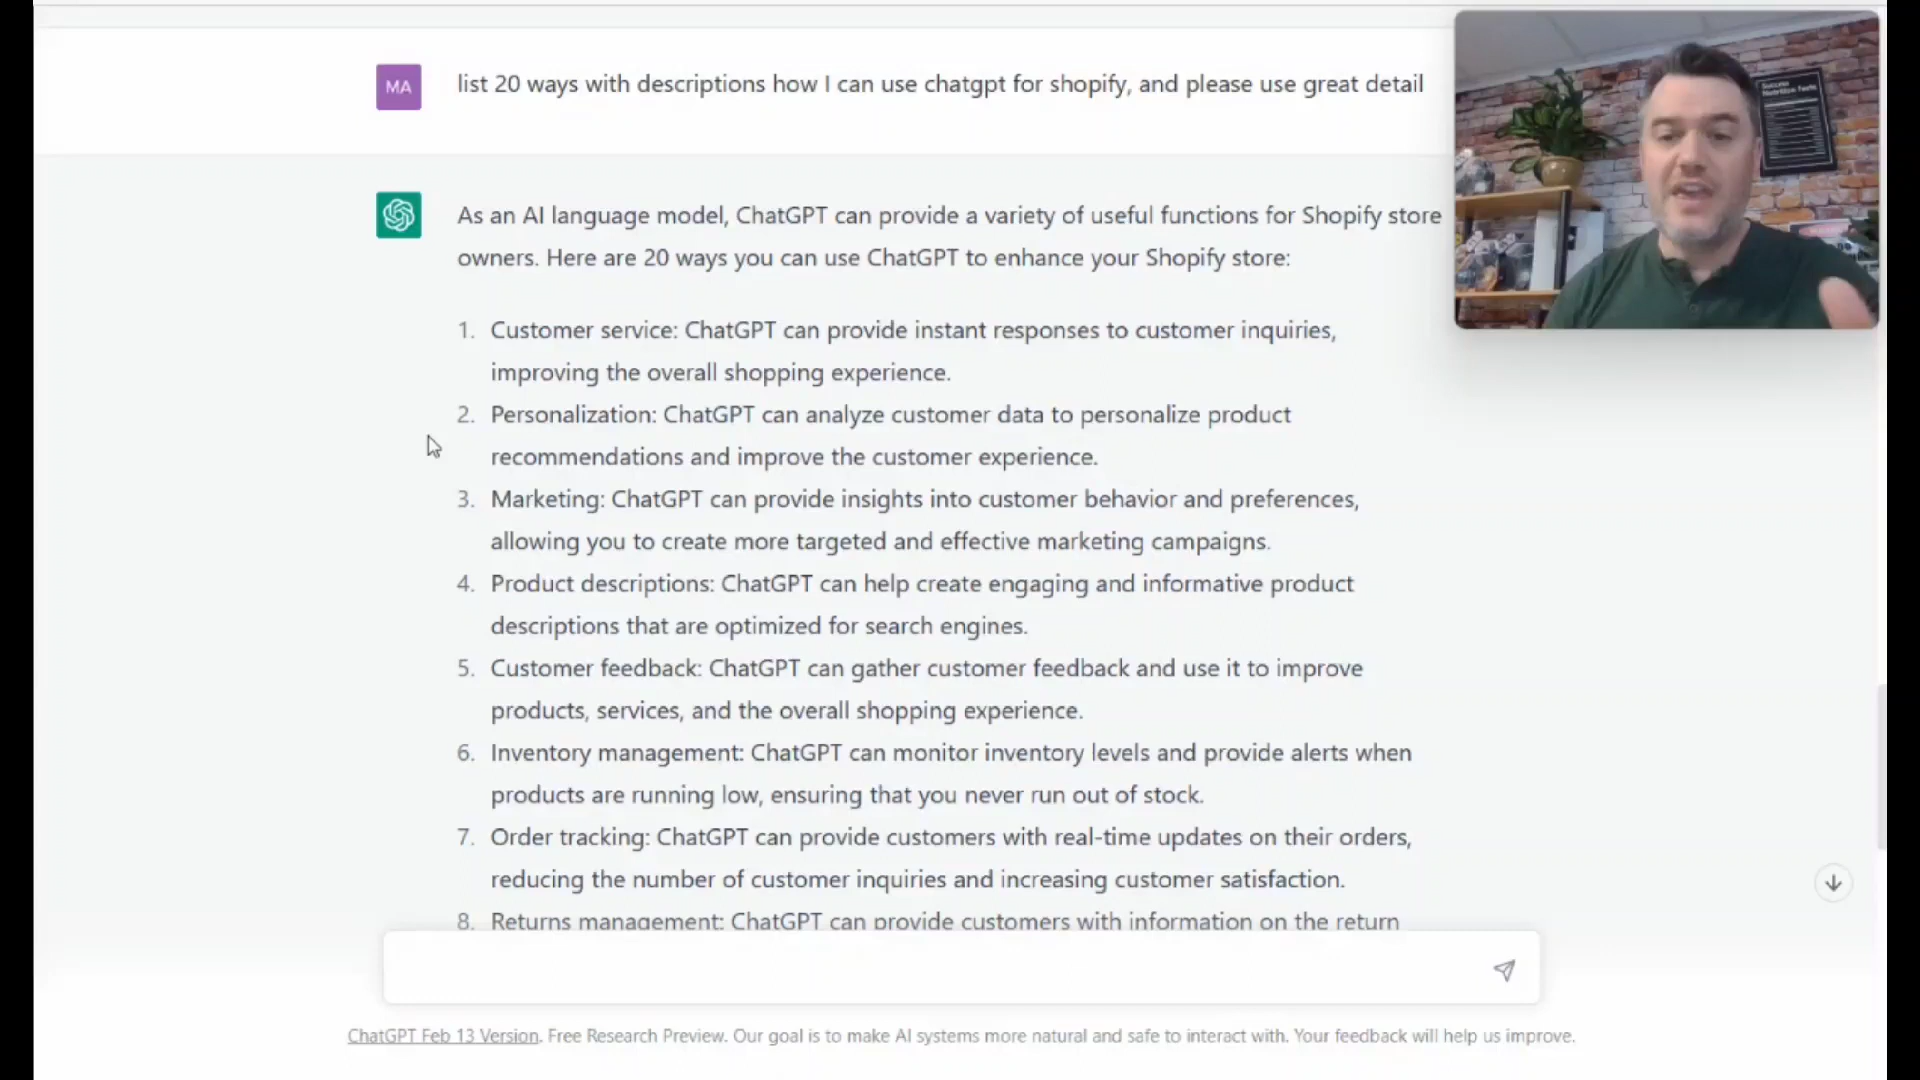 MA
list 20 ways with descriptions how I can use chatgpt for shopify, and please use great detail
As an AI language model, ChatGPT can provide a variety of useful functions for Shopify store
owners. Here are 20 ways you can use ChatGPT to enhance your Shopify store:
1. Customer service: ChatGPT can provide instant responses to customer inquiries,
improving the overall shopping experience.
2. Personalization: ChatGPT can analyze customer data to personalize product
recommendations and improve the customer experience.
3. Marketing: ChatGPT can provide insights into customer behavior and preferences,
allowing you to create more targeted and effective marketing campaigns.
4. Product descriptions: ChatGPT can help create engaging and informative product
descriptions that are optimized for search engines.
5. Customer feedback: ChatGPT can gather customer feedback and use it to improve
products, services, and the overall shopping experience.
6. Inventory management: ChatGPT can monitor inventory levels and provide alerts when
products are running low, ensuring that you never run out of stock.
7. Order tracking: ChatGPT can provide customers with real-time updates on their orders,
reducing the number of customer inquiries and increasing customer satisfaction.
8. Returns management: ChatGPT can provide customers with information on the return
ChatGPT Feb 13 Version. Free Research Preview. Our goal is to make AI systems more natural and safe to interact with. Your feedback will help us improve.
Success
Nutrition Facts